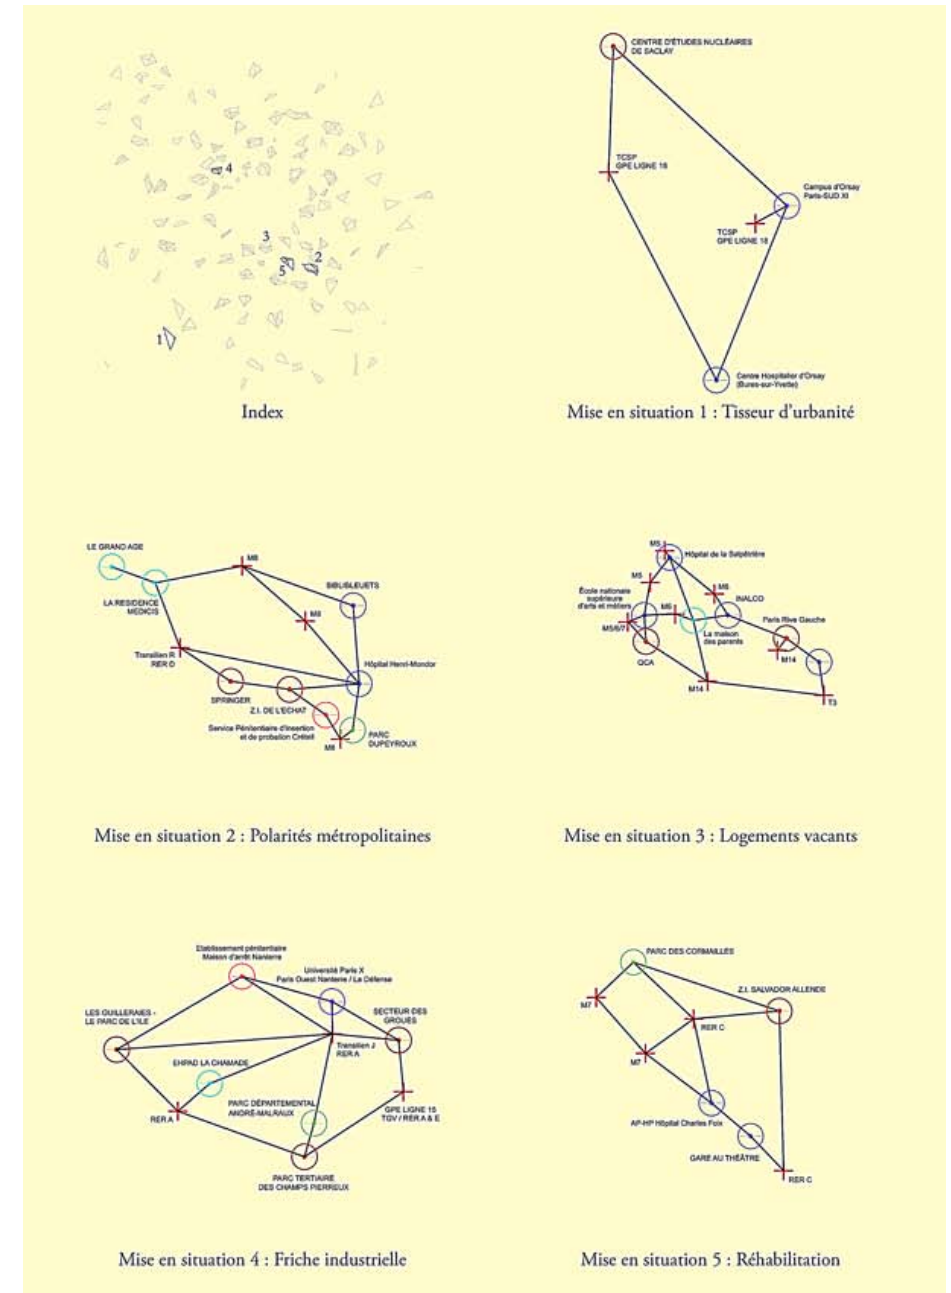 4
3
2
5
1
Index
CENTRE D'ÉTUDES NUCLÉAIRES
DE SACLAY
TCSP
GPE LIGNE 18
Campus d'Orsay
Paris-SUD XI
TCSP
GPE LIGNE 18
Centre Hospitalier d'Orsay
(Bures-sur-Yvette)
Mise en situation 1 : Tisseur d'urbanité
LE GRAND AGE
M8
LA RESIDENCE
MEDICIS
BIBLIBLEUETS
M8
Transilien R
RER D
Hôpital Henri-Mondor
SPRINGER
Z.I. DE L'ECHAT
Service Pénitentiaire d'Insertion
et de probation Créteil
M8
PARC
DUPEYROUX
Mise en situation 2 : Polarités métropolitaines
M5
Hôpital de la Salpêtrière
M5
M6
École nationale
supérieure
d'arts et métiers
M6
INALCO
M5/6/7
La maison
des parents
Paris Rive Gauche
M14
QCA
M14
T3
Mise en situation 3 : Logements vacants
Etablissement pénitentiaire
Maison d'arrêt Nanterre
Université Paris X
Paris Ouest Nanterre / La Défense
LES GUILLERAIES -
LE PARC DE L'ILE
SECTEUR DES
GROUES
Transilien J
RER A
EHPAD LA CHAMADE
RER A
PARC DÉPARTEMENTAL
ANDRÉ-MALRAUX
GPE LIGNE 15
TGV / RER A & E
PARC TERTIAIRE
DES CHAMPS PIERREUX
Mise en situation 4 : Friche industrielle
PARC DES CORMAILLES
Z.I. SALVADOR ALLENDE
M7
RER C
M7
AP-HP Hôpital Charles Foix
GARE AU THÉÂTRE
RER C
Mise en situation 5 : Réhabilitation